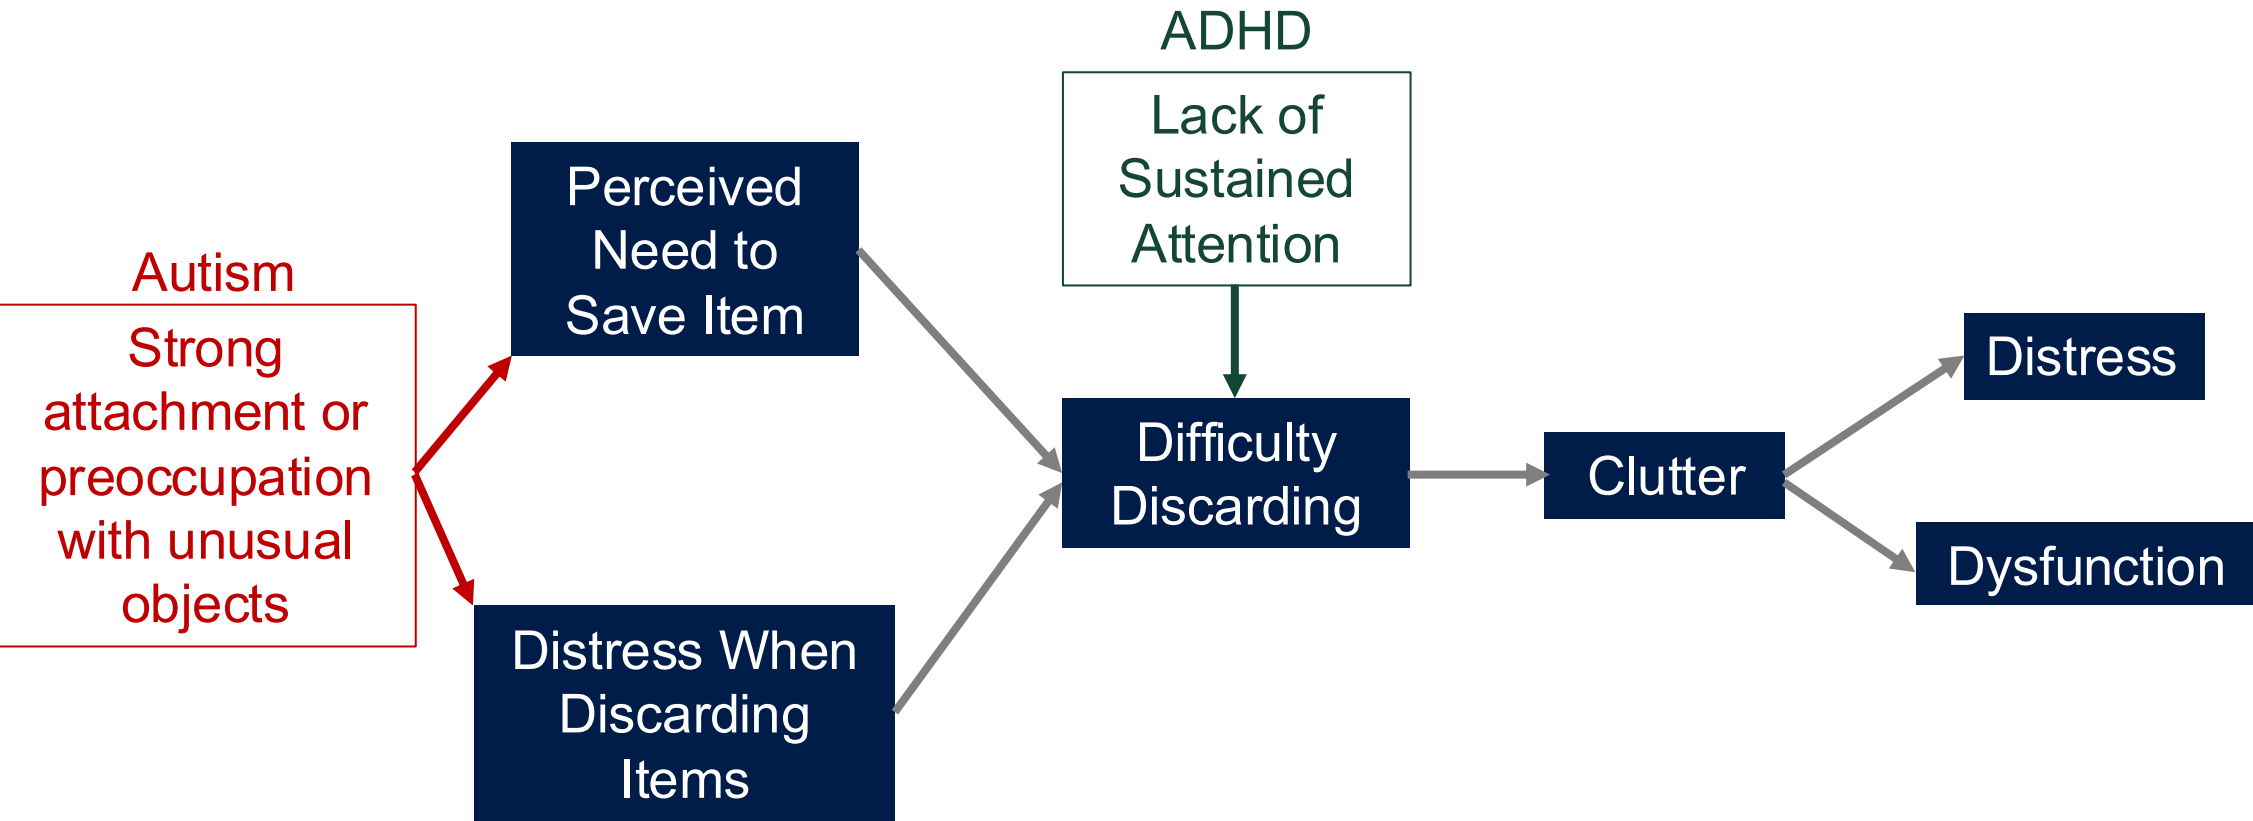 Autism
Strong
attachment or
preoccupation
with unusual
objects
Perceived
Need to
Save Item
Distress When
Discarding
Items
ADHD
Lack of
Sustained
Attention
Difficulty
Discarding
Clutter
Distress
Dysfunction